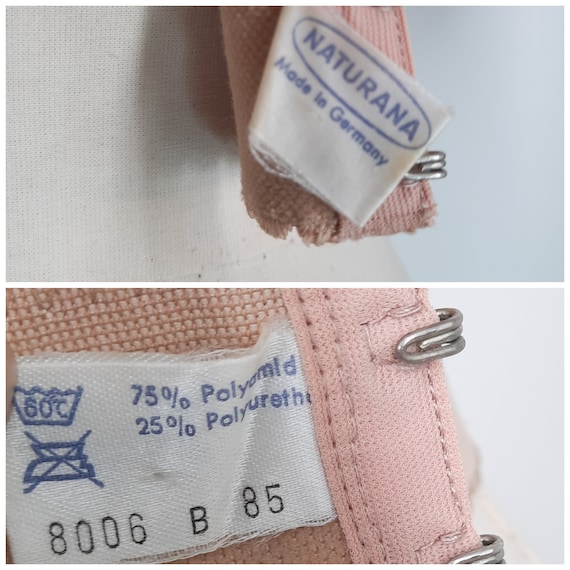 NATURANA
Made in Germany
60°C
75% Polyamid
25% Polyureth
8006 B 85